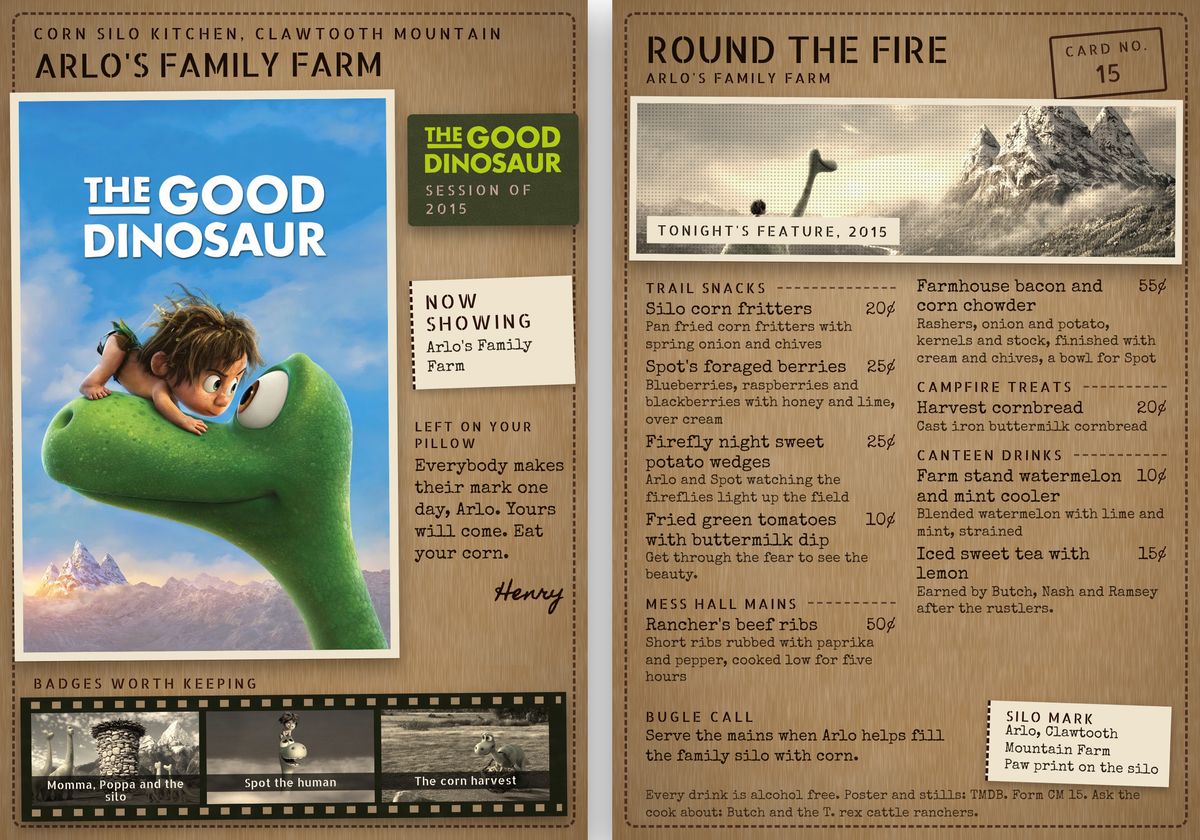 CORN SILO KITCHEN, CLAWTOOTH MOUNTAIN
ARLO'S FAMILY FARM
THE GOOD
DINOSAUR
THE GOOD
DINOSAUR
SESSION OF
2015
NOW
SHOWING
Arlo's Family
Farm
LEFT ON YOUR
PILLOW
Everybody makes
their mark one
day, Arlo. Yours
will come. Eat
your corn.
Henry
BADGES WORTH KEEPING
Momma, Poppa and the
silo
Spot the human
The corn harvest
ROUND THE FIRE
ARLO'S FAMILY FARM
CARD NO.
15
TONIGHT'S FEATURE, 2015
TRAIL SNACKS
Silo corn fritters 20¢
Pan fried corn fritters with
spring onion and chives
Spot's foraged berries 25¢
Blueberries, raspberries and
blackberries with honey and lime,
over cream
Firefly night sweet 25¢
potato wedges
Arlo and Spot watching the
fireflies light up the field
Fried green tomatoes 10¢
with buttermilk dip
Get through the fear to see the
beauty.
MESS HALL MAINS
Rancher's beef ribs 50¢
Short ribs rubbed with paprika
and pepper, cooked low for five
hours
Farmhouse bacon and 55¢
corn chowder
Rashers, onion and potato,
kernels and stock, finished with
cream and chives, a bowl for Spot
CAMPFIRE TREATS
Harvest cornbread 20¢
Cast iron buttermilk cornbread
CANTEEN DRINKS
Farm stand watermelon 10¢
and mint cooler
Blended watermelon with lime and
mint, strained
Iced sweet tea with 15¢
lemon
Earned by Butch, Nash and Ramsey
after the rustlers.
BUGLE CALL
Serve the mains when Arlo helps fill
the family silo with corn.
SILO MARK
Arlo, Clawtooth
Mountain Farm
Paw print on the silo
Every drink is alcohol free. Poster and stills: TMDB. Form CM 15. Ask the
cook about: Butch and the T. rex cattle ranchers.